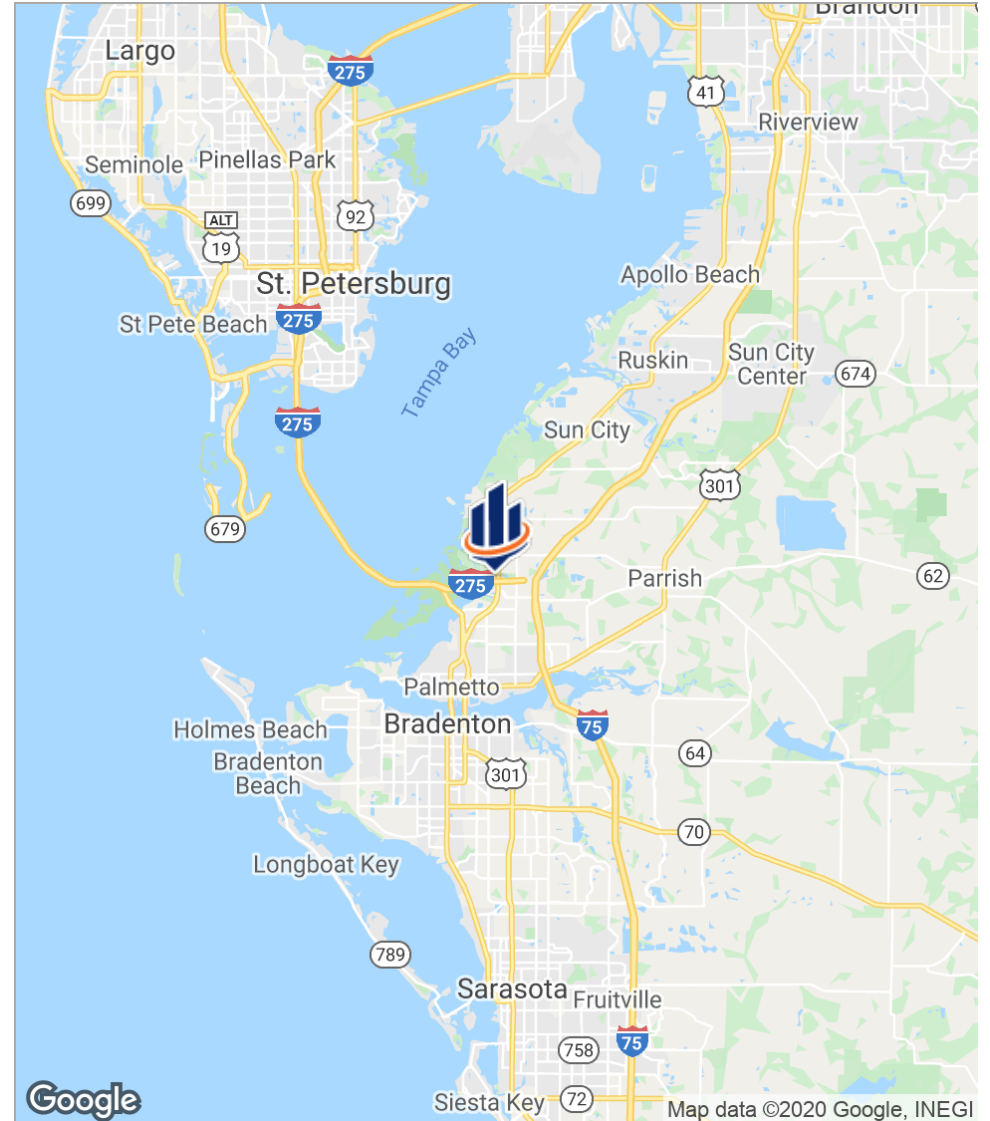 Brandon
Largo
275
41
Riverview
Seminole
Pinellas Park
699
ALT
19
92
Apollo Beach
St. Petersburg
275
St Pete Beach
Tampa Bay
Ruskin
Sun City
Center
674
275
Sun City
301
679
275
Parrish
62
Palmetto
Holmes Beach
Bradenton
75
Bradenton
Beach
64
301
70
Longboat Key
789
Sarasota
Fruitville
758
75
Siesta Key
72
Google
Map data ©2020 Google, INEGI